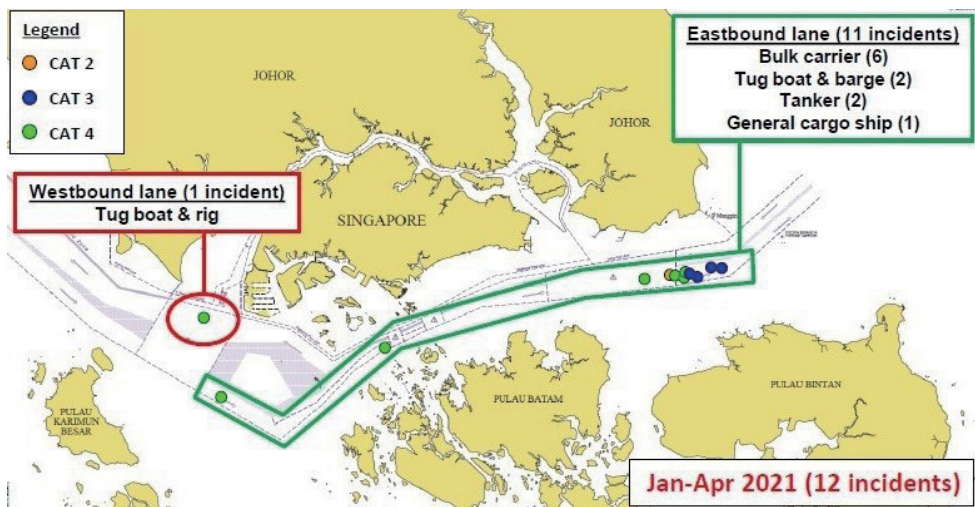 Legend
CAT 2
CAT 3
CAT 4
JOHOR
JOHOR
Eastbound lane (11 incidents)
Bulk carrier (6)
Tug boat & barge (2)
Tanker (2)
General cargo ship (1)
Westbound lane (1 incident)
Tug boat & rig
SINGAPORE
PULAU
KARIMUN
BESAR
PULAU BATAM
PULAU BINTAN
Jan-Apr 2021 (12 incidents)